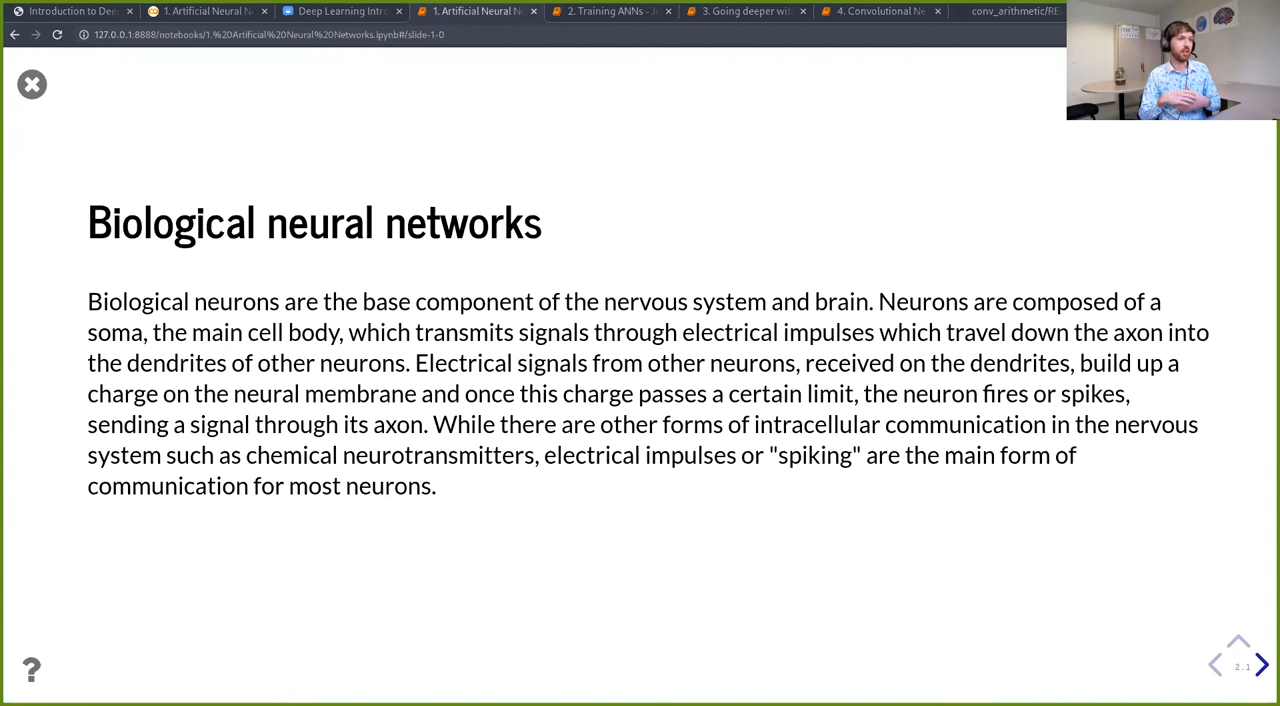 Introduction to Dee
1. Artificial Neural N
Deep Learning Intro
1. Artificial Neural N
2. Training ANNs - J
3. Going deeper wit
4. Convolutional Ne
conv_arithmetic/RE
127.0.0.1:8888/notebooks/1.%20Artificial%20Neural%20Networks.ipynb#/slide-1-0
Biological neural networks
Biological neurons are the base component of the nervous system and brain. Neurons are composed of a
soma, the main cell body, which transmits signals through electrical impulses which travel down the axon into
the dendrites of other neurons. Electrical signals from other neurons, received on the dendrites, build up a
charge on the neural membrane and once this charge passes a certain limit, the neuron fires or spikes,
sending a signal through its axon. While there are other forms of intracellular communication in the nervous
system such as chemical neurotransmitters, electrical impulses or "spiking" are the main form of
communication for most neurons.
?
2.1